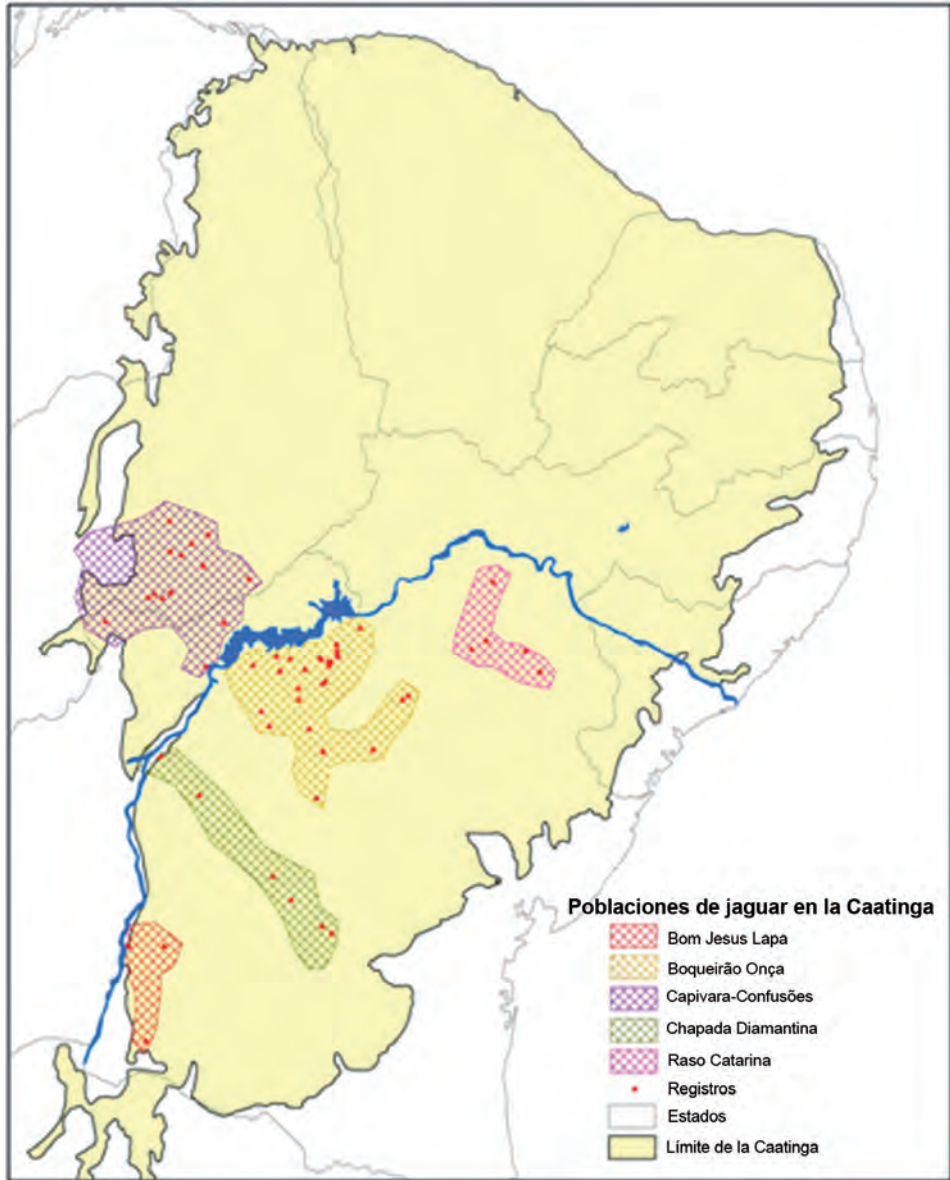 Poblaciones de jaguar en la Caatinga
Bom Jesus Lapa
Boqueirão Onça
Capivara-Confusões
Chapada Diamantina
Raso Catarina
Registros
Estados
Límite de la Caatinga